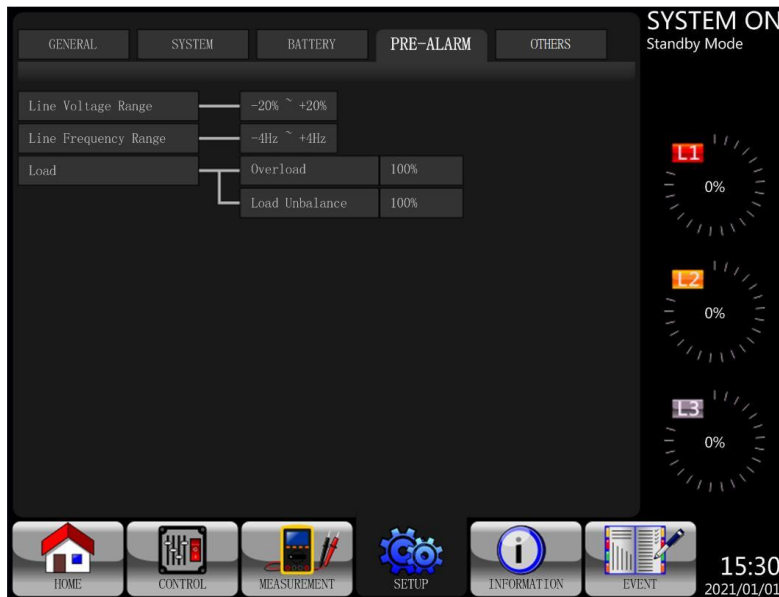 SYSTEM ON
Standby Mode
GENERAL SYSTEM BATTERY PRE-ALARM OTHERS
Line Voltage Range -20% ~ +20%
Line Frequency Range -4Hz ~ +4Hz
Load Overload 100%
Load Unbalance 100%
L1
0%
L2
0%
L3
0%
HOME CONTROL MEASUREMENT SETUP INFORMATION EVENT
15:30
2021/01/01